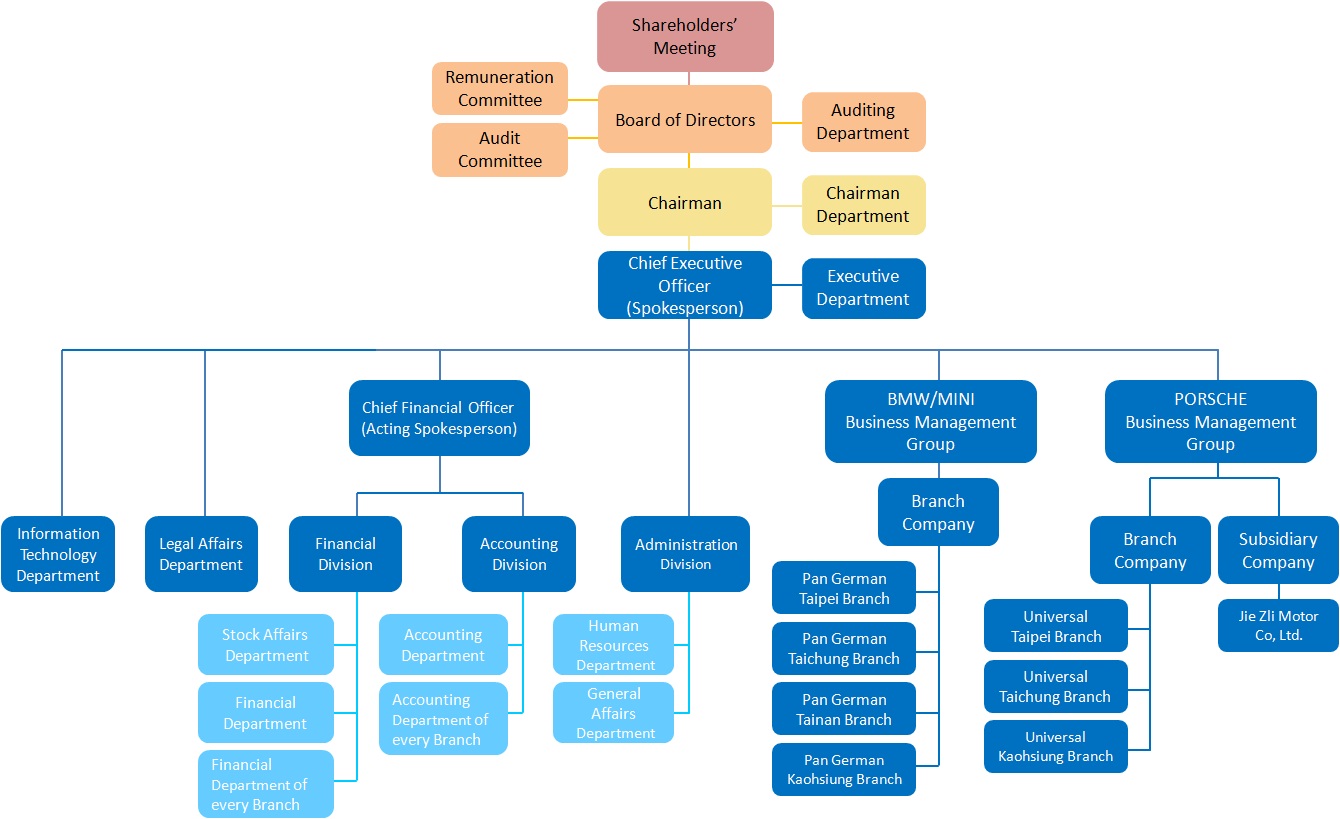 Shareholders’
Meeting
Remuneration
Committee
Board of Directors
Auditing
Department
Audit
Committee
Chairman
Chairman
Department
Chief Executive
Officer
(Spokesperson)
Executive
Department
Chief Financial Officer
(Acting Spokesperson)
BMW/MINI
Business Management
Group
PORSCHE
Business Management
Group
Branch
Company
Information
Technology
Department
Legal Affairs
Department
Financial
Division
Accounting
Division
Administration
Division
Branch
Company
Subsidiary
Company
Stock Affairs
Department
Financial
Department
Financial
Department of
every Branch
Accounting
Department
Accounting
Department of
every Branch
Human
Resources
Department
General
Affairs
Department
Pan German
Taipei Branch
Pan German
Taichung Branch
Pan German
Tainan Branch
Pan German
Kaohsiung Branch
Universal
Taipei Branch
Universal
Taichung Branch
Universal
Kaohsiung Branch
Jie Zli Motor
Co, Ltd.